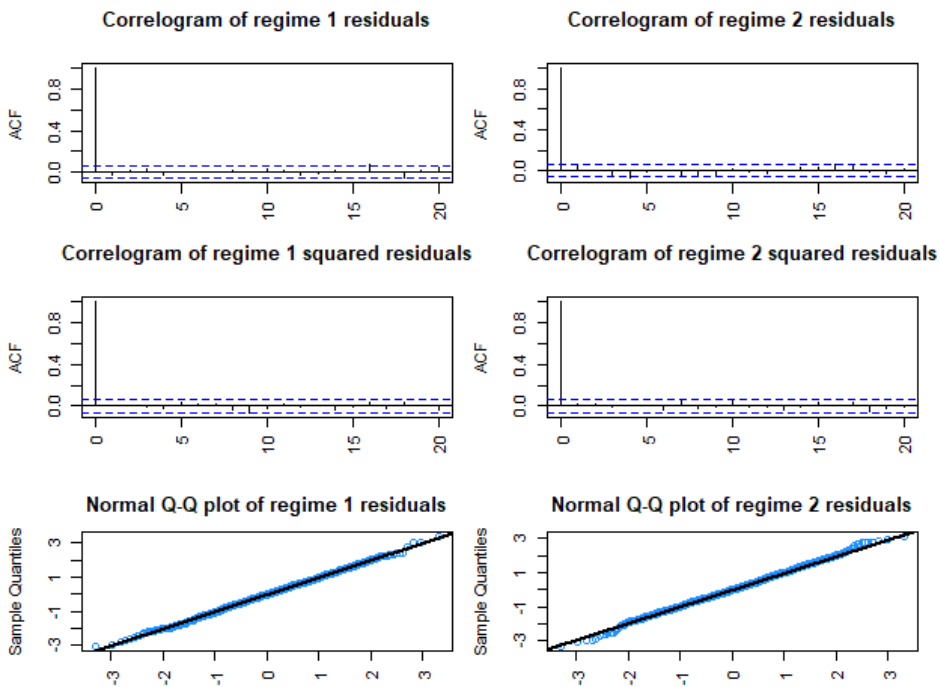 Correlogram of regime 1 residuals
ACF
0.8
0.4
0.0
0 5 10 15 20
Correlogram of regime 2 residuals
ACF
0.8
0.4
0.0
0 5 10 15 20
Correlogram of regime 1 squared residuals
ACF
0.8
0.4
0.0
0 5 10 15 20
Correlogram of regime 2 squared residuals
ACF
0.8
0.4
0.0
0 5 10 15 20
Normal Q-Q plot of regime 1 residuals
Sample Quantiles
3
1
-1
-3
-3 -2 -1 0 1 2 3
Normal Q-Q plot of regime 2 residuals
Sample Quantiles
3
1
-1
-3
-3 -2 -1 0 1 2 3